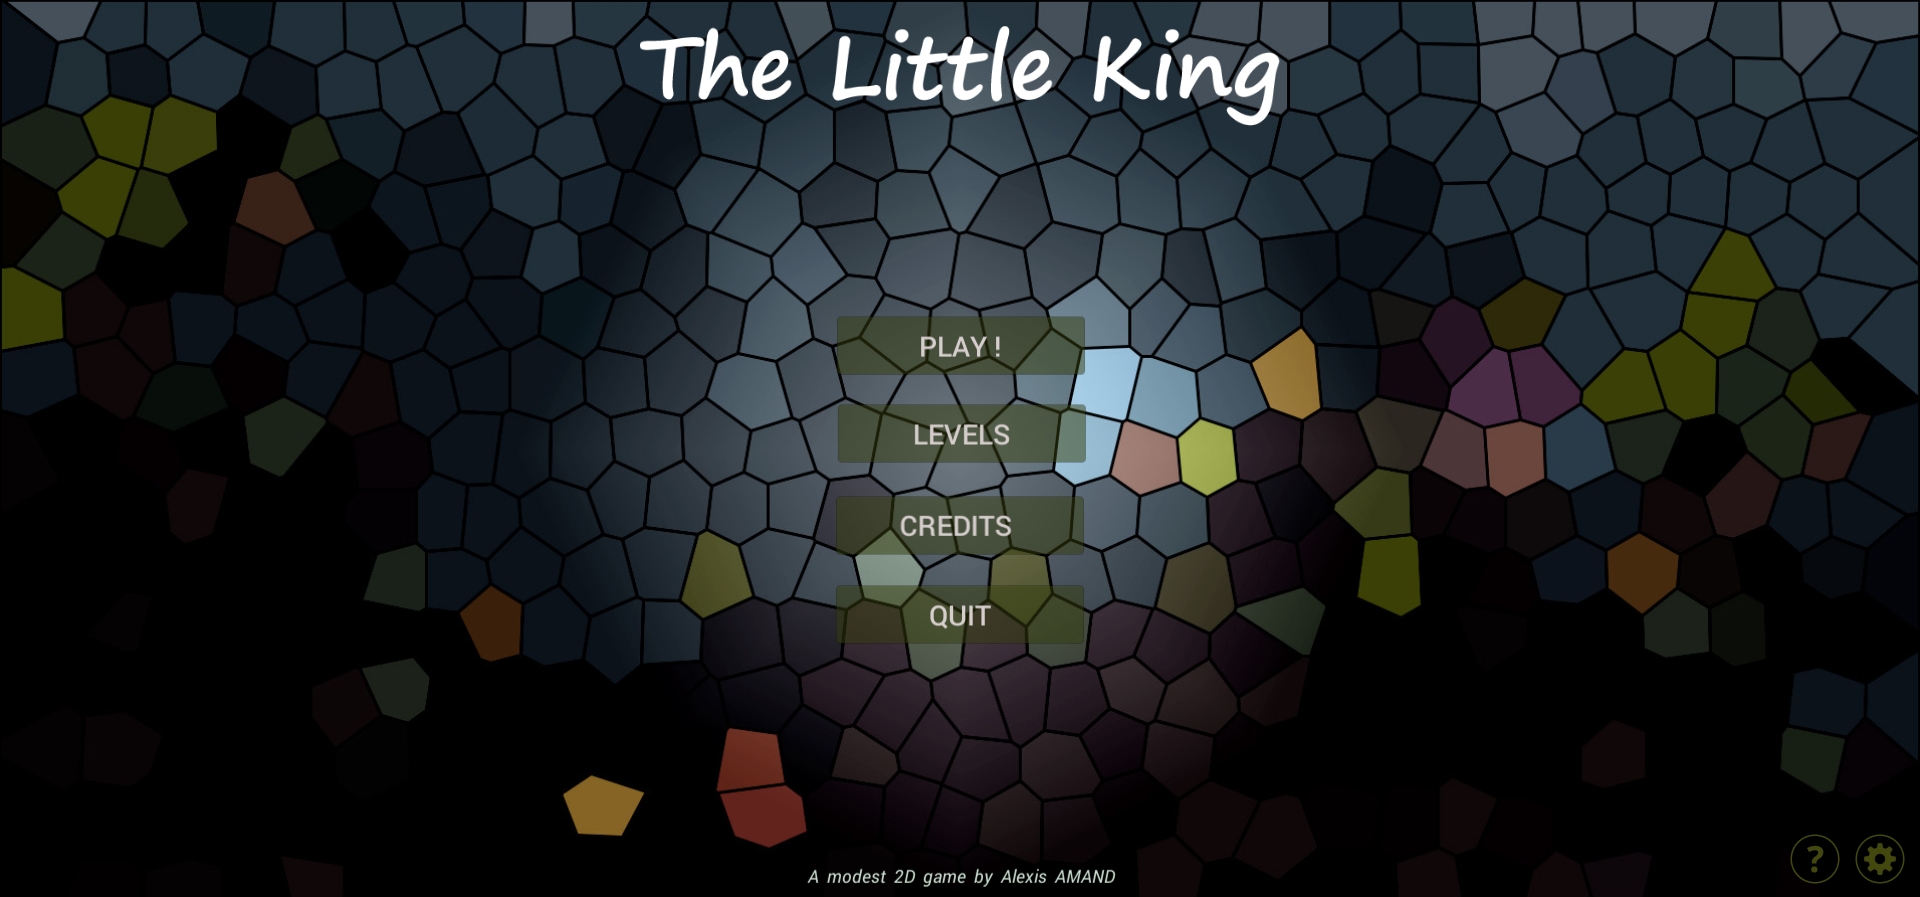 The Little King
PLAY !
LEVELS
CREDITS
QUIT
?
A modest 2D game by Alexis AMAND